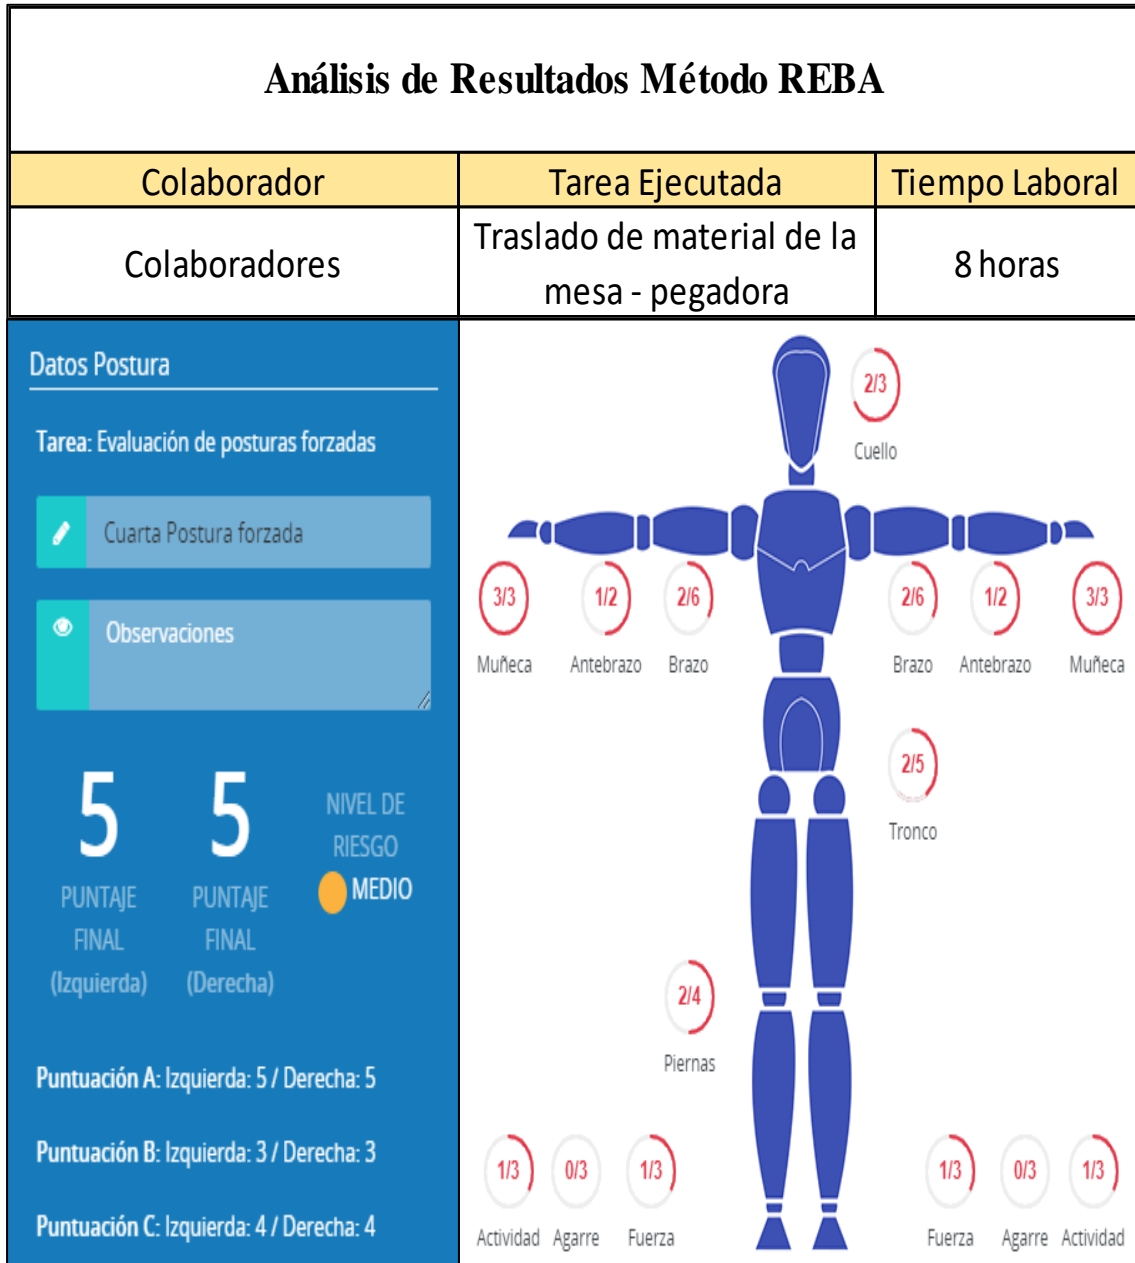 Análisis de Resultados Método REBA
Colaborador Tarea Ejecutada Tiempo Laboral
Colaboradores Traslado de material de la mesa - pegadora 8 horas
Datos Postura
Tarea: Evaluación de posturas forzadas
Cuarta Postura forzada
Observaciones
5 5 NIVEL DE
RIESGO
MEDIO
PUNTAJE PUNTAJE
FINAL FINAL
(Izquierda) (Derecha)
Puntuación A: Izquierda: 5 / Derecha: 5
Puntuación B: Izquierda: 3 / Derecha: 3
Puntuación C: Izquierda: 4 / Derecha: 4
2/3
Cuello
3/3 1/2 2/6 2/6 1/2 3/3
Muñeca Antebrazo Brazo Brazo Antebrazo Muñeca
2/5
Tronco
2/4
Piernas
1/3 0/3 1/3 1/3 0/3 1/3
Actividad Agarre Fuerza Fuerza Agarre Actividad